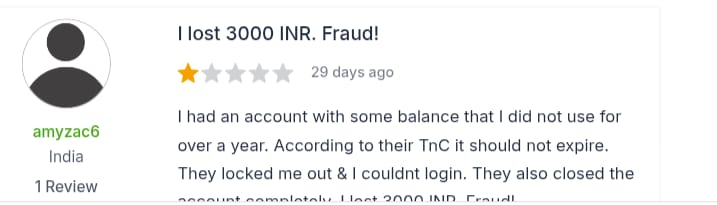 I lost 3000 INR. Fraud!
29 days ago
amyzac6
India
1 Review
I had an account with some balance that I did not use for
over a year. According to their TnC it should not expire.
They locked me out & I couldnt login. They also closed the
account completely. I lost 3000 INR. Fraud!